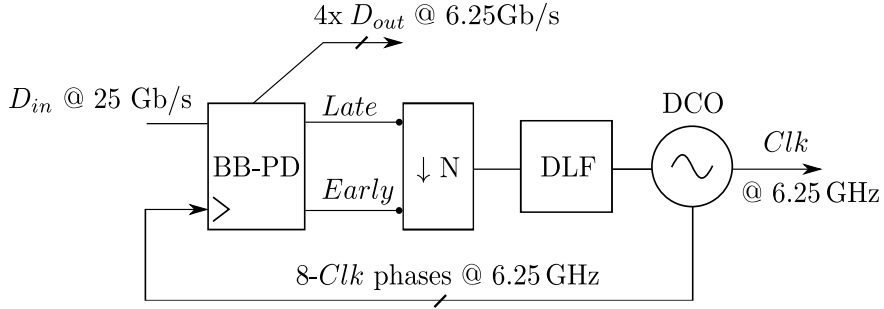 4x D_out @ 6.25Gb/s
D_in @ 25 Gb/s
DCO
Late
Clk
BB-PD
↓ N
DLF
Early
@ 6.25 GHz
8-Clk phases @ 6.25 GHz